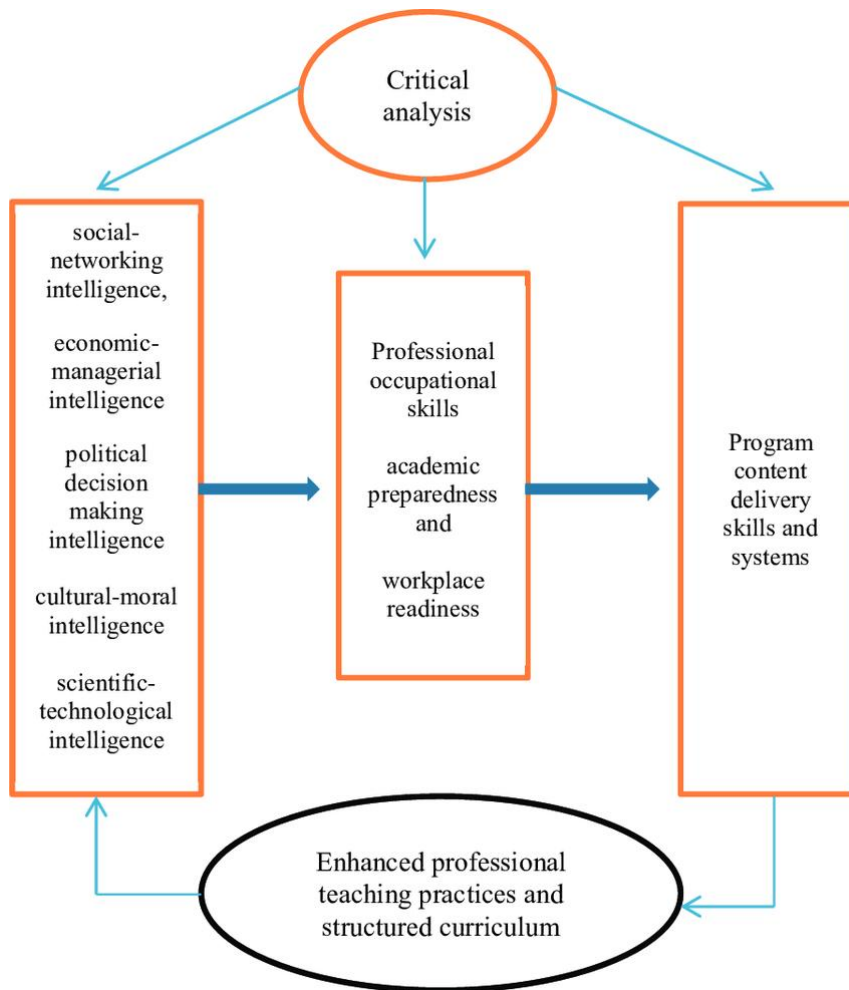 Critical
analysis
social-
networking
intelligence,
economic-
managerial
intelligence
political
decision
making
intelligence
cultural-moral
intelligence
scientific-
technological
intelligence
Professional
occupational
skills
academic
preparedness
and
workplace
readiness
Program
content
delivery
skills and
systems
Enhanced professional
teaching practices and
structured curriculum